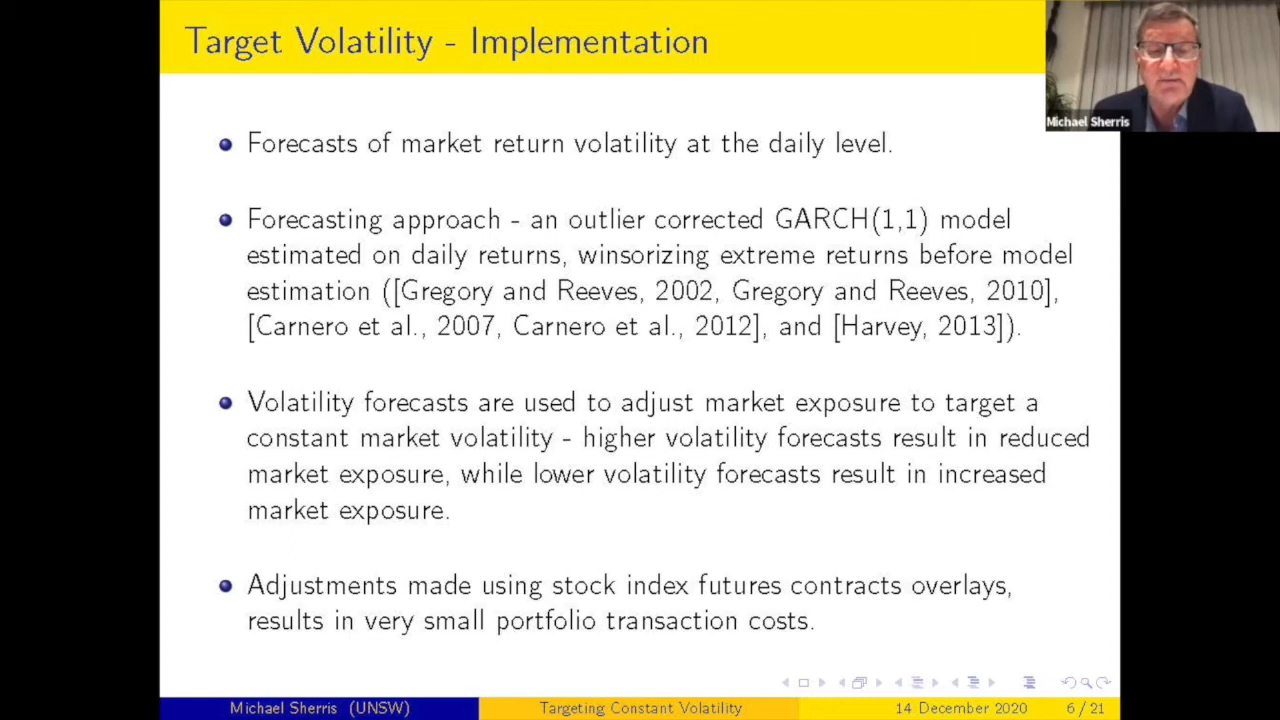 Target Volatility - Implementation
Michael Sherris
Forecasts of market return volatility at the daily level.
Forecasting approach - an outlier corrected GARCH(1,1) model
estimated on daily returns, winsorizing extreme returns before model
estimation ([Gregory and Reeves, 2002, Gregory and Reeves, 2010],
[Carnero et al., 2007, Carnero et al., 2012], and [Harvey, 2013]).
Volatility forecasts are used to adjust market exposure to target a
constant market volatility - higher volatility forecasts result in reduced
market exposure, while lower volatility forecasts result in increased
market exposure.
Adjustments made using stock index futures contracts overlays,
results in very small portfolio transaction costs.
Michael Sherris (UNSW) Targeting Constant Volatility 14 December 2020 6 / 21